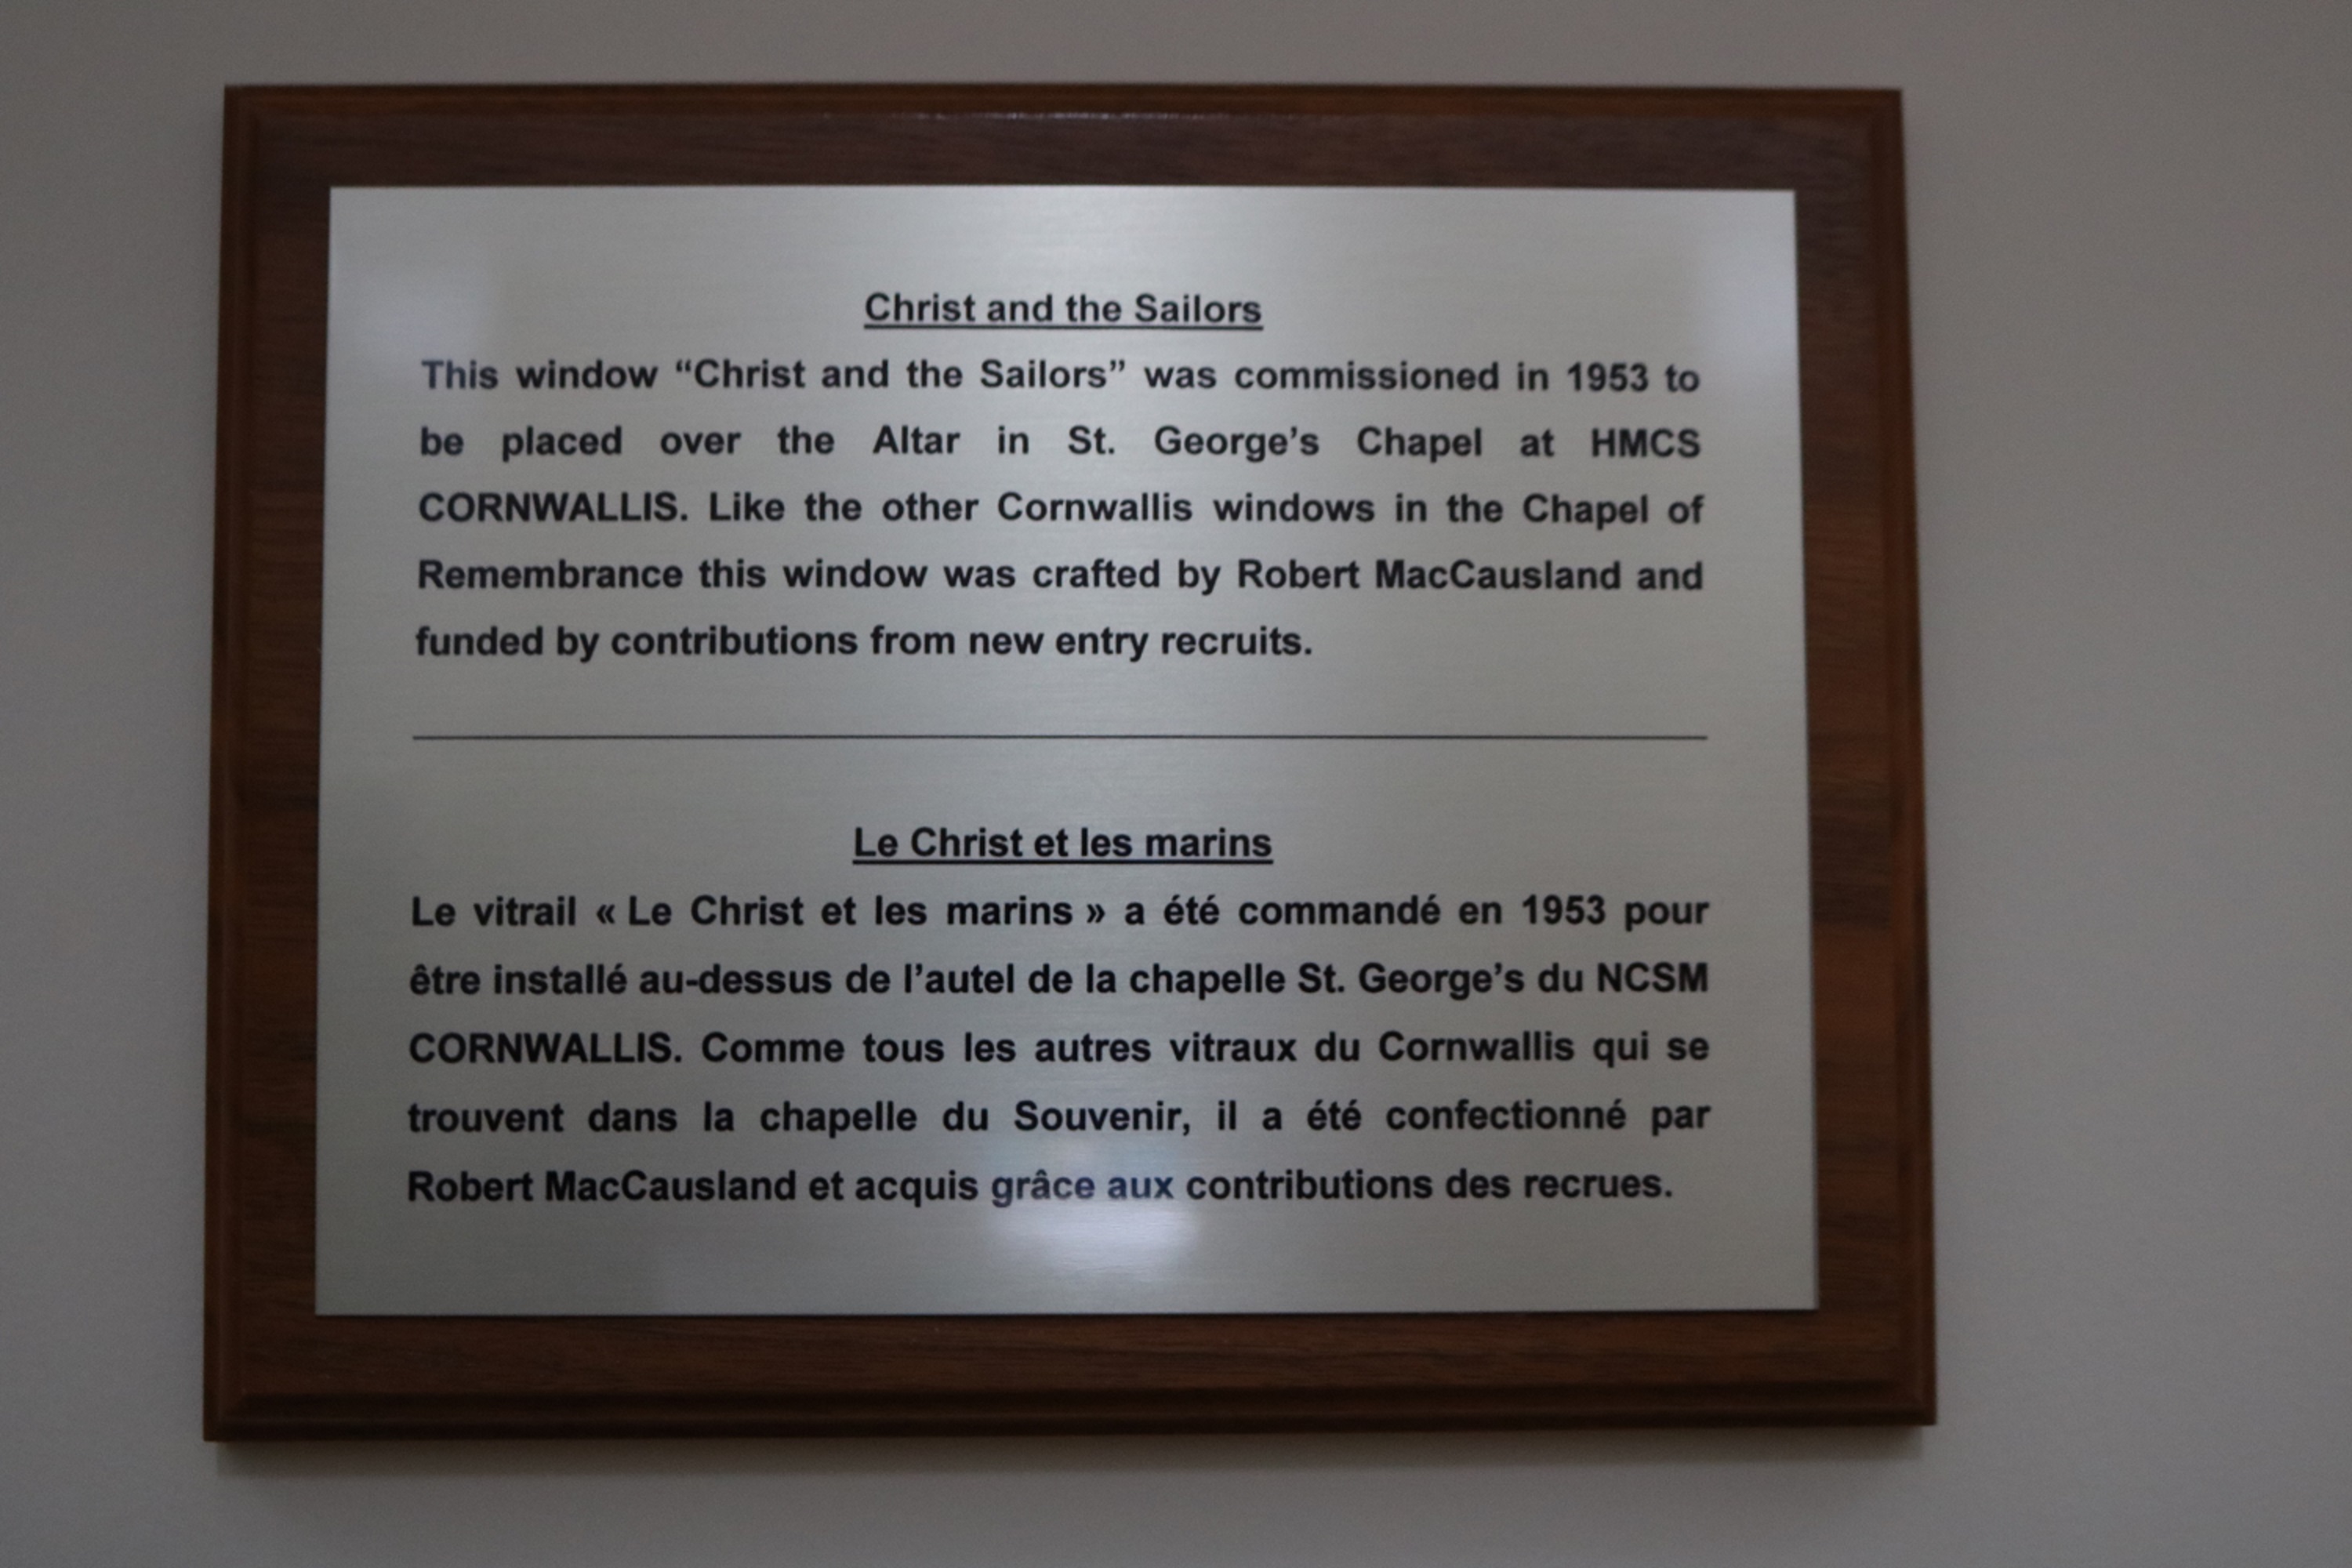 Christ and the Sailors
This window “Christ and the Sailors” was commissioned in 1953 to
be placed over the Altar in St. George’s Chapel at HMCS
CORNWALLIS. Like the other Cornwallis windows in the Chapel of
Remembrance this window was crafted by Robert MacCausland and
funded by contributions from new entry recruits.
Le Christ et les marins
Le vitrail « Le Christ et les marins » a été commandé en 1953 pour
être installé au-dessus de l’autel de la chapelle St. George’s du NCSM
CORNWALLIS. Comme tous les autres vitraux du Cornwallis qui se
trouvent dans la chapelle du Souvenir, il a été confectionné par
Robert MacCausland et acquis grâce aux contributions des recrues.